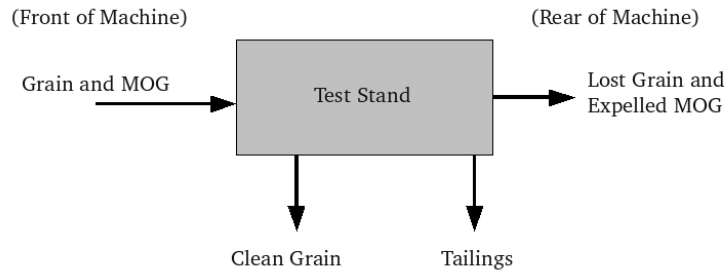 (Front of Machine)
(Rear of Machine)
Grain and MOG
Test Stand
Lost Grain and
Expelled MOG
Clean Grain
Tailings